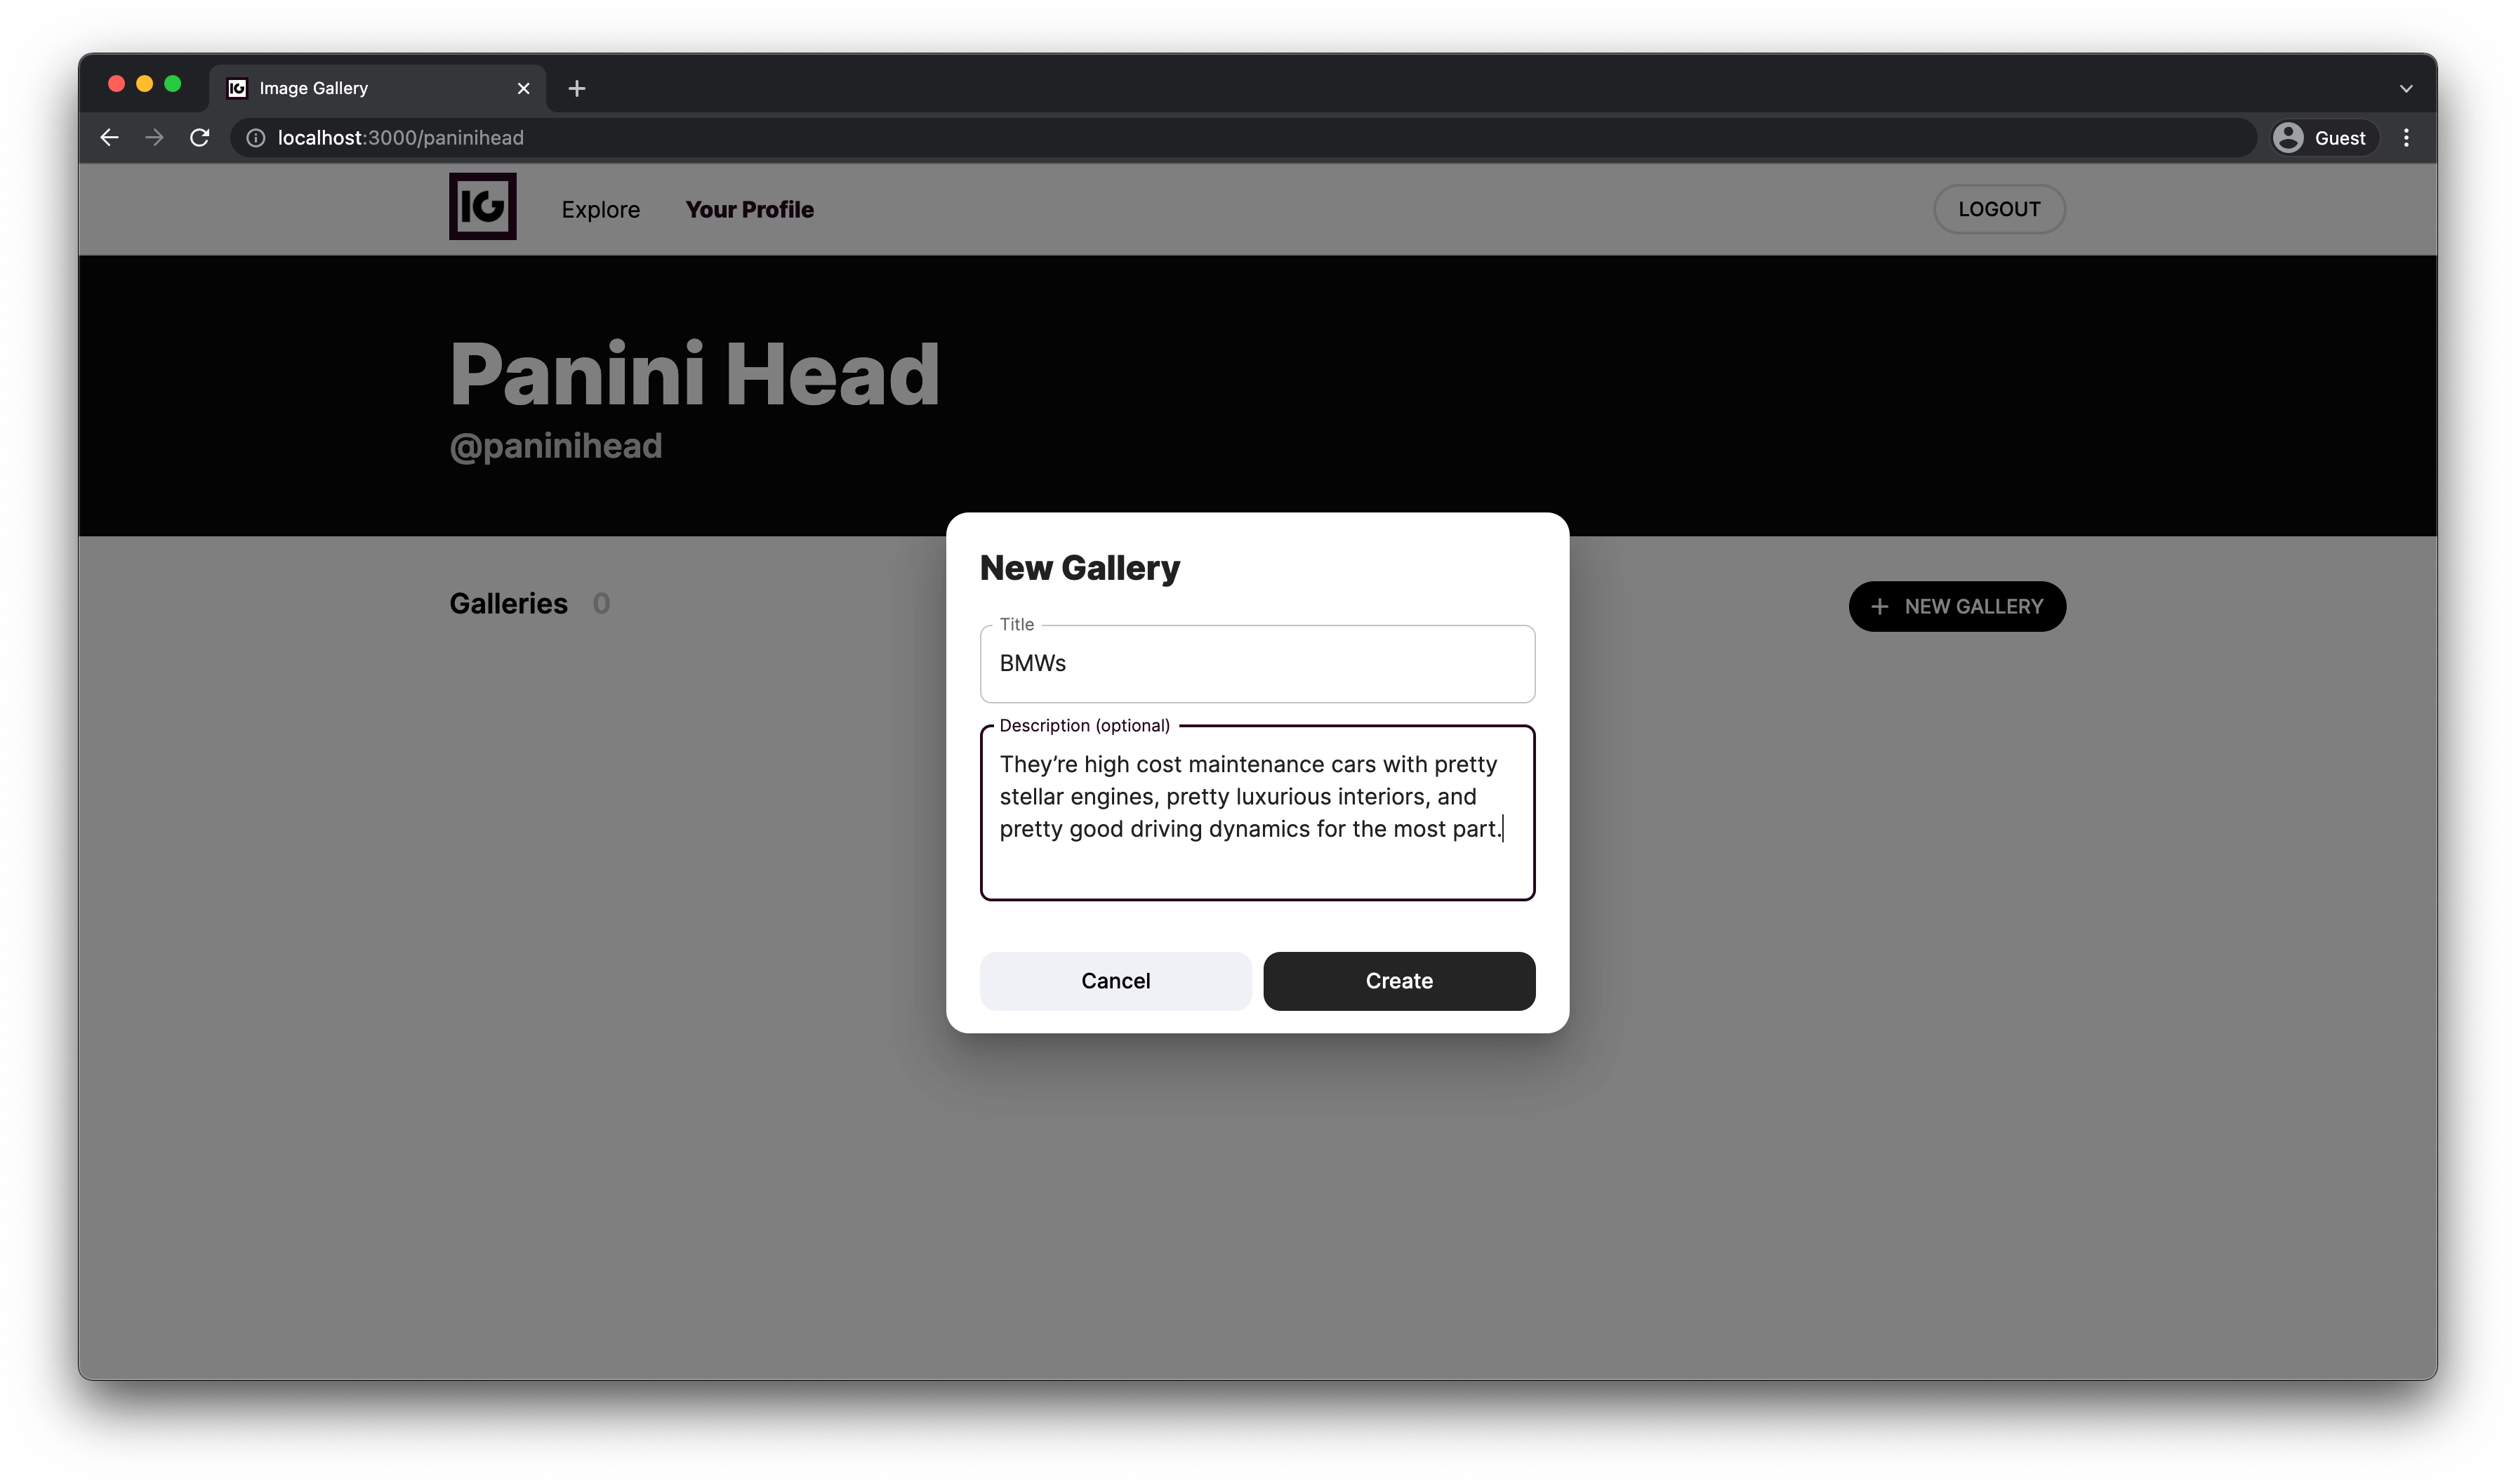 IG Image Gallery
localhost:3000/paninihead
Guest
IG
Explore
Your Profile
LOGOUT
Panini Head
@paninihead
Galleries 0
+ NEW GALLERY
New Gallery
Title
BMWs
Description (optional)
They’re high cost maintenance cars with pretty
stellar engines, pretty luxurious interiors, and
pretty good driving dynamics for the most part.
Cancel
Create